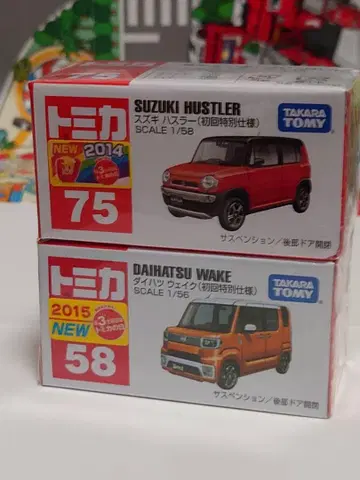 トミカ
NEW 2014
75
SUZUKI HUSTLER
スズキ ハスラー(初回特別仕様)
SCALE 1/58
TAKARA
TOMY
サスペンション/後部ドア開閉
トミカ
2015
NEW
58
DAIHATSU WAKE
ダイハツ ウェイク(初回特別仕様)
SCALE 1/56
TAKARA
TOMY
サスペンション/後部ドア開閉